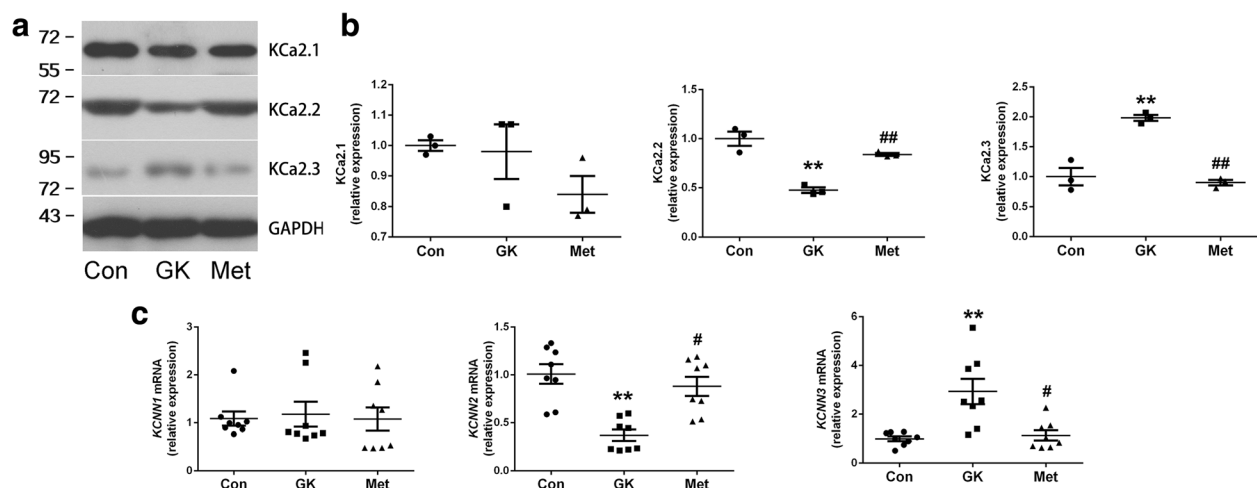 a
72 –
55 –
72 –
95 –
72 –
43 –
KCa2.1
KCa2.2
KCa2.3
GAPDH
Con GK Met
b
KCa2.1
(relative expression)
1.2
1.1
1.0
0.9
0.8
0.7
Con GK Met
KCa2.2
(relative expression)
1.5
1.0
0.5
0.0
**
##
Con GK Met
KCa2.3
(relative expression)
2.5
2.0
1.5
1.0
0.5
0.0
**
##
Con GK Met
c
KCNN1 mRNA
(relative expression)
3
2
1
0
Con GK Met
KCNN2 mRNA
(relative expression)
1.5
1.0
0.5
0.0
**
#
Con GK Met
KCNN3 mRNA
(relative expression)
6
4
2
0
**
#
Con GK Met